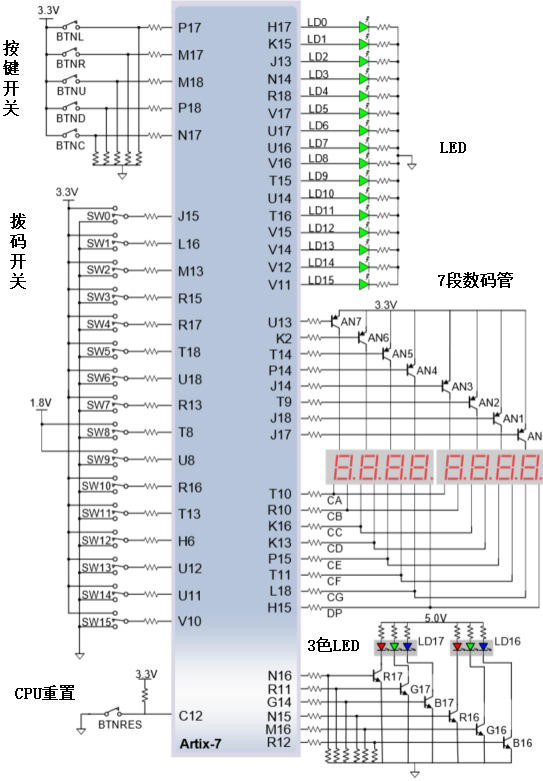 3.3V
按键开关
BTNL P17
BTNR M17
BTNU M18
BTND P18
BTNC N17
3.3V
拨码开关
SW0 J15
SW1 L16
SW2 M13
SW3 R15
SW4 R17
SW5 T18
SW6 U18
SW7 R13
1.8V
SW8 T8
SW9 U8
SW10 R16
SW11 T13
SW12 H6
SW13 U12
SW14 U11
SW15 V10
CPU重置
3.3V
BTNRES C12
Artix-7
H17 LD0
K15 LD1
J13 LD2
N14 LD3
R18 LD4
V17 LD5
U17 LD6
U16 LD7
V16 LD8
T15 LD9
U14 LD10
T16 LD11
V15 LD12
V14 LD13
V12 LD14
V11 LD15
LED
7段数码管
3.3V
U13 AN7
K2 AN6
T14 AN5
P14 AN4
J14 AN3
T9 AN2
J18 AN1
J17 AN
8.8.8.8. 8.8.8.8.
T10 CA
R10 CB
K16 CC
K13 CD
P15 CE
T11 CF
L18 CG
H15 DP
3色LED
5.0V
LD17 LD16
N16 R17
R11 G17
G14 B17
N15 R16
M16 G16
R12 B16